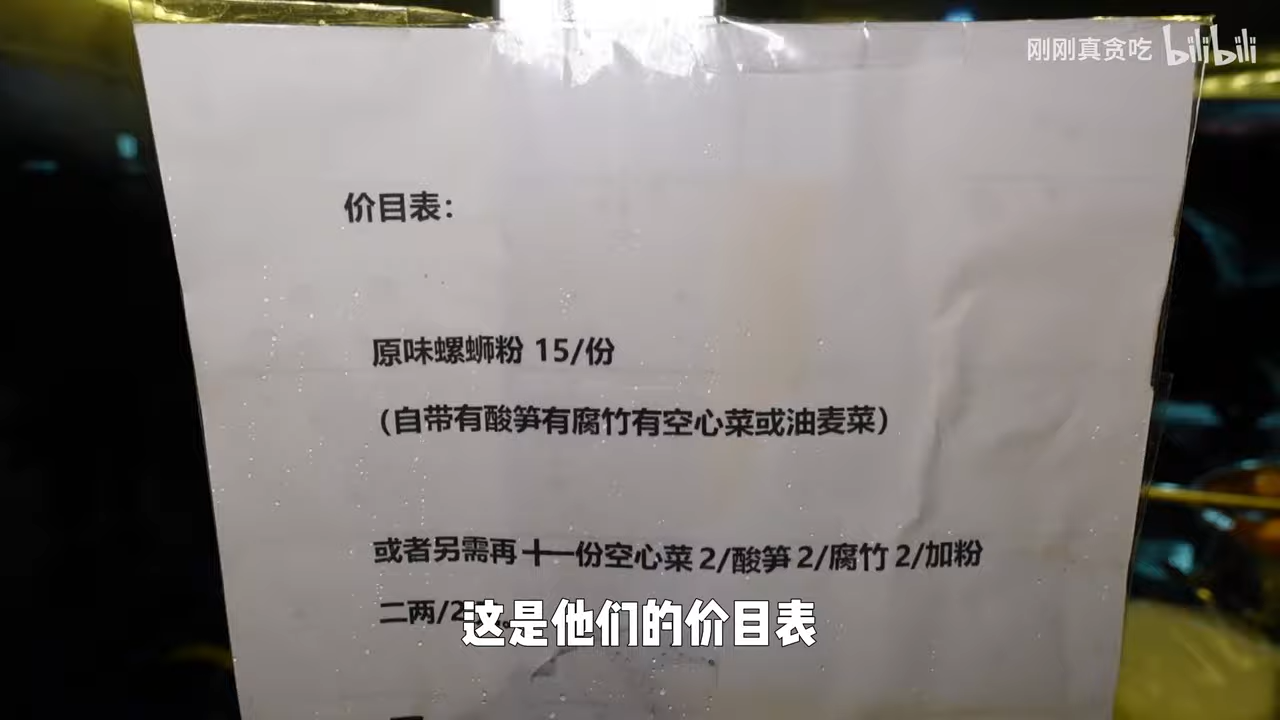 刚刚真贪吃 bilibili
价目表：
原味螺蛳粉 15/份
（自带有酸笋有腐竹有空心菜或油麦菜）
或者另需再十一份空心菜 2/酸笋 2/腐竹 2/加粉
二两/2
这是他们的价目表